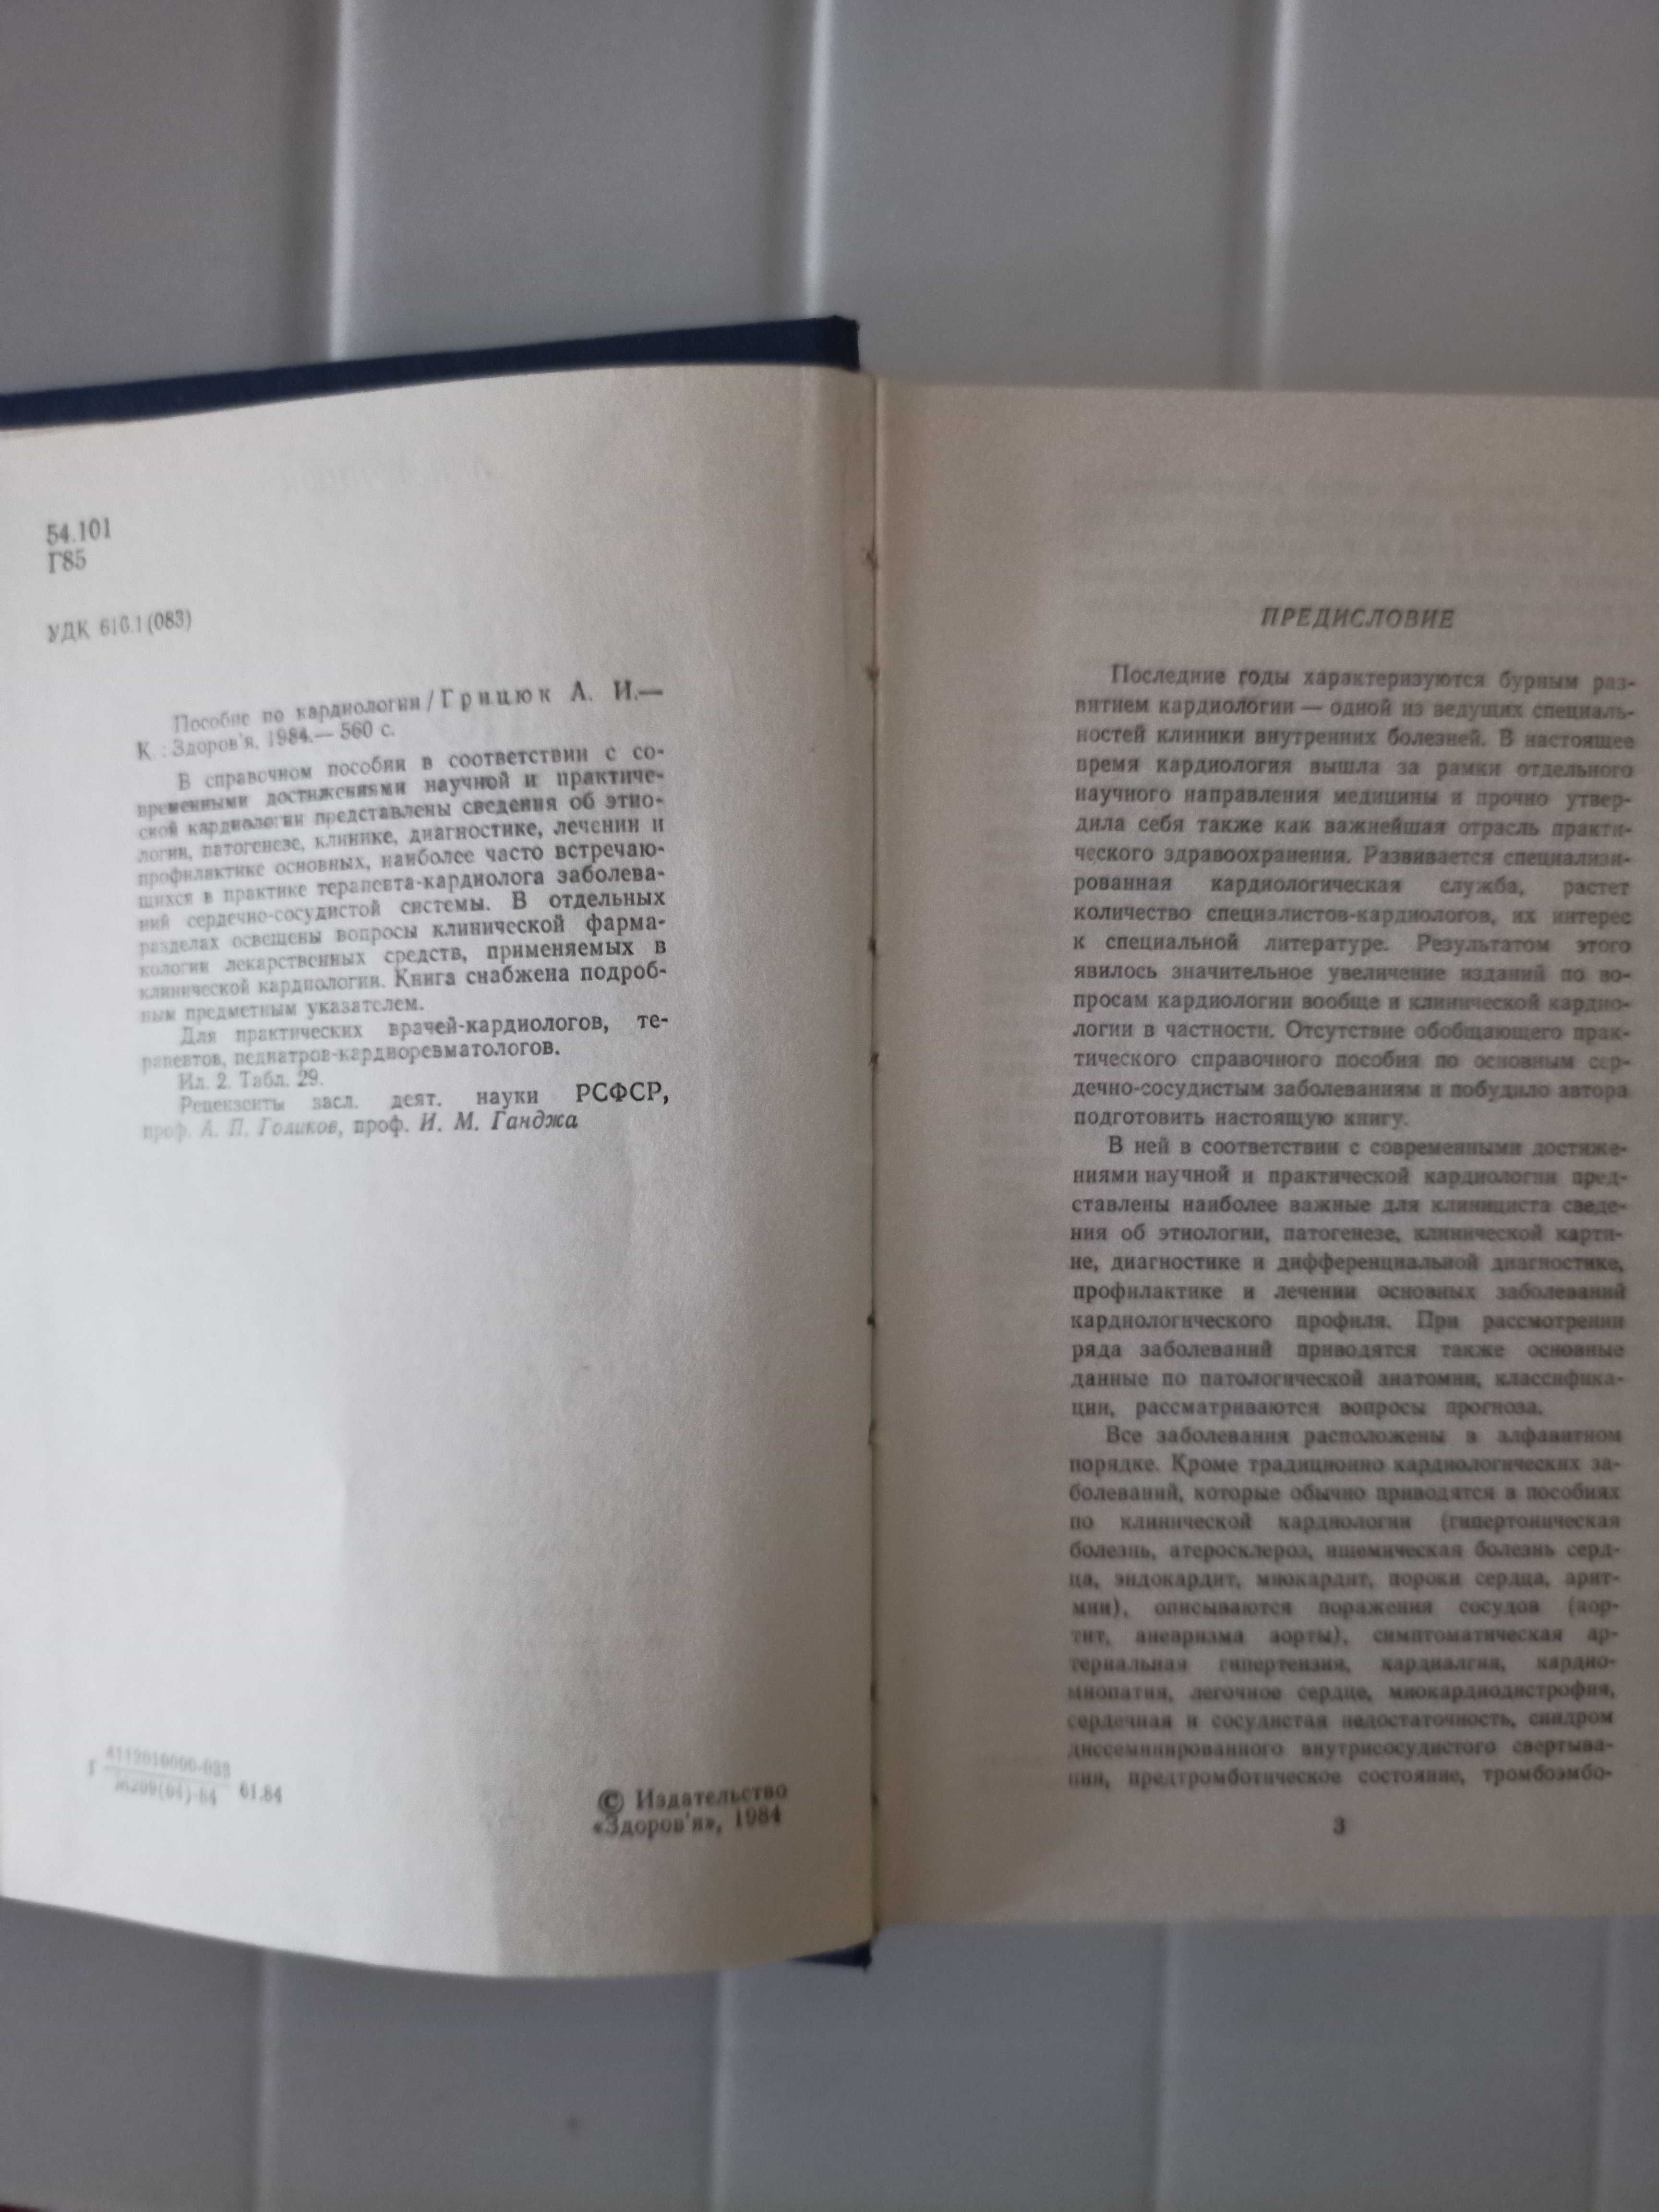 54.101
Г85
УДК 616.1(083)
Пособие по кардиологии/Грицюк А. И.—
К.: Здоров'я, 1984.— 560 с.
В справочном пособии в соответствии с со-
временными достижениями научной и практиче-
ской кардиологии представлены сведения об этио-
логии, патогенезе, клинике, диагностике, лечении и
профилактике основных, наиболее часто встречаю-
щихся в практике терапевта-кардиолога заболева-
ний сердечно-сосудистой системы. В отдельных
разделах освещены вопросы клинической фарма-
кологии лекарственных средств, применяемых в
клинической кардиологии. Книга снабжена подроб-
ным предметным указателем.
Для практических врачей-кардиологов, те-
рапевтов, педиатров-кардиоревматологов.
Ил. 2. Табл. 29.
Рецензенты засл. деят. науки РСФСР,
проф. А. П. Голиков, проф. И. М. Ганджа
61.84
© Издательство
«Здоров'я», 1984
ПРЕДИСЛОВИЕ
Последние годы характеризуются бурным раз-
витием кардиологии — одной из ведущих специаль-
ностей клиники внутренних болезней. В настоящее
время кардиология вышла за рамки отдельного
научного направления медицины и прочно утвер-
дила себя также как важнейшая отрасль практи-
ческого здравоохранения. Развивается специализи-
рованная кардиологическая служба, растет
количество специалистов-кардиологов, их интерес
к специальной литературе. Результатом этого
явилось значительное увеличение изданий по во-
просам кардиологии вообще и клинической кардио-
логии в частности. Отсутствие обобщающего прак-
тического справочного пособия по основным сер-
дечно-сосудистым заболеваниям и побудило автора
подготовить настоящую книгу.
В ней в соответствии с современными достиже-
ниями научной и практической кардиологии пред-
ставлены наиболее важные для клинициста сведе-
ния об этиологии, патогенезе, клинической карти-
не, диагностике и дифференциальной диагностике,
профилактике и лечении основных заболеваний
кардиологического профиля. При рассмотрении
ряда заболеваний приводятся также основные
данные по патологической анатомии, классифика-
ции, рассматриваются вопросы прогноза.
Все заболевания расположены в алфавитном
порядке. Кроме традиционно кардиологических за-
болеваний, которые обычно приводятся в пособиях
по клинической кардиологии (гипертоническая
болезнь, атеросклероз, ишемическая болезнь серд-
ца, эндокардит, миокардит, пороки сердца, арит-
мии), описываются поражения сосудов (аор-
тит, аневризма аорты), симптоматическая ар-
териальная гипертензия, кардиалгия, кардио-
миопатия, легочное сердце, миокардиодистрофия,
сердечная и сосудистая недостаточность, синдром
диссеминированного внутрисосудистого свертыва-
ния, предтромботическое состояние, тромбоэмбо-
3